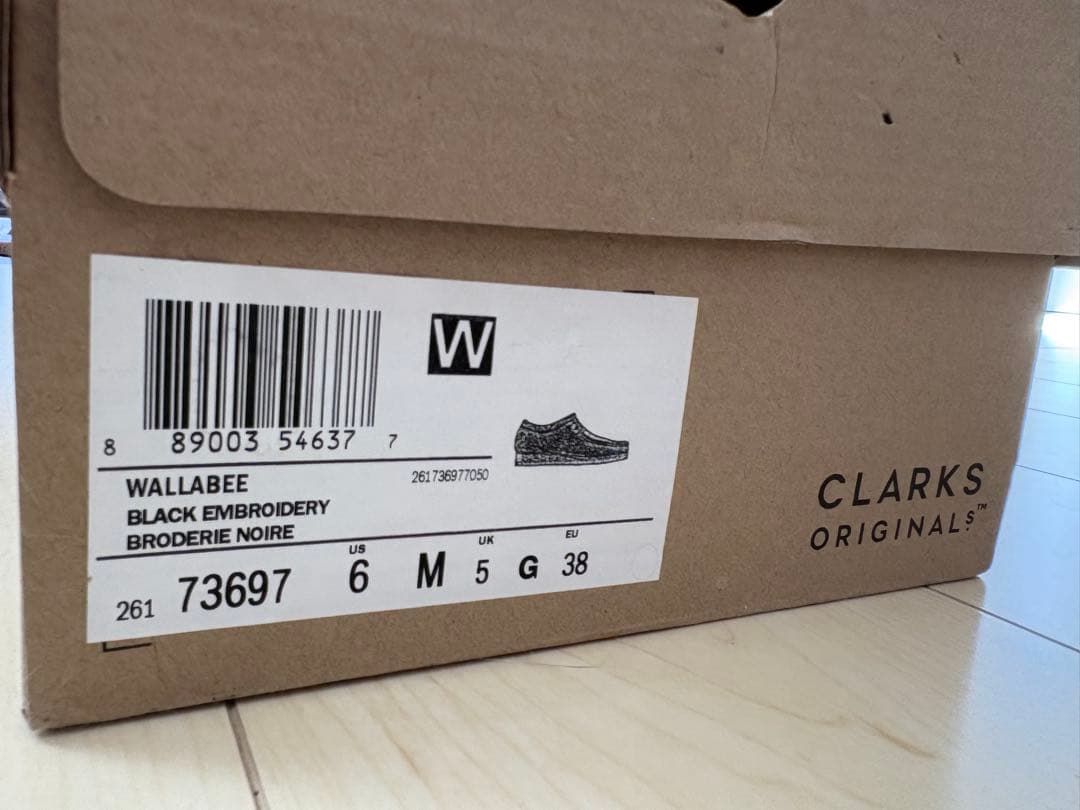 W
8 89003 54637 7
WALLABEE
261736977050
BLACK EMBROIDERY
BRODERIE NOIRE
US UK EU
261 73697 6 M 5 G 38
CLARKS
ORIGINALS™